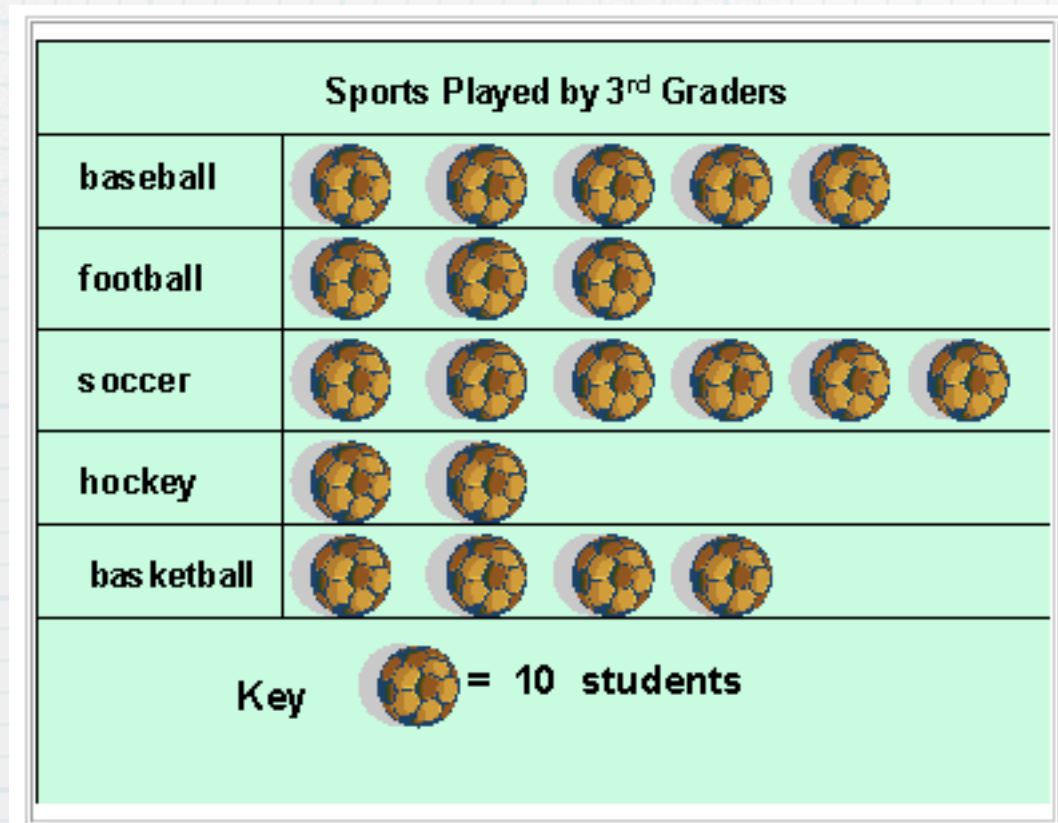 Sports Played by 3rd Graders
baseball
football
soccer
hockey
basketball
Key = 10 students